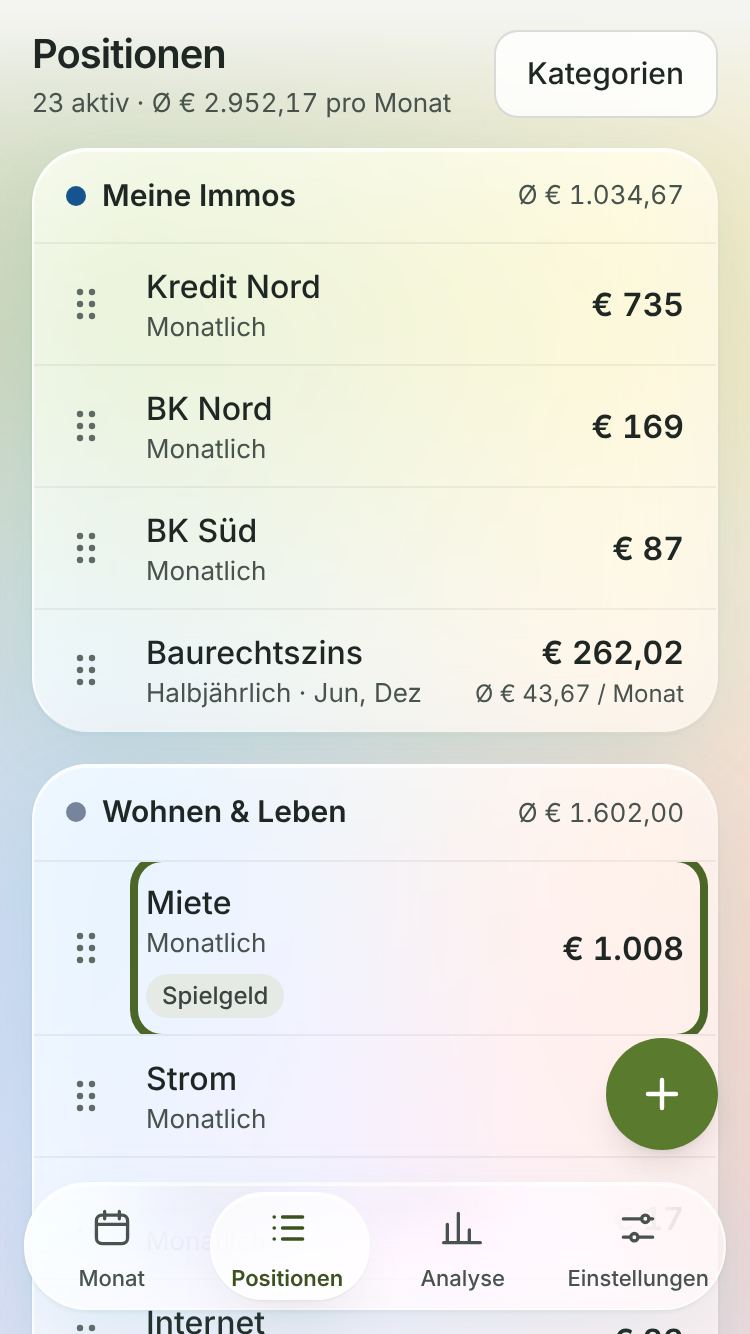 Positionen
Kategorien
23 aktiv · Ø € 2.952,17 pro Monat
Meine Immos Ø € 1.034,67
Kredit Nord
Monatlich
€ 735
BK Nord
Monatlich
€ 169
BK Süd
Monatlich
€ 87
Baurechtszins € 262,02
Halbjährlich · Jun, Dez Ø € 43,67 / Monat
Wohnen & Leben Ø € 1.602,00
Miete
Monatlich
€ 1.008
Spielgeld
Strom
Monatlich
Monat Positionen Analyse Einstellungen
Internet